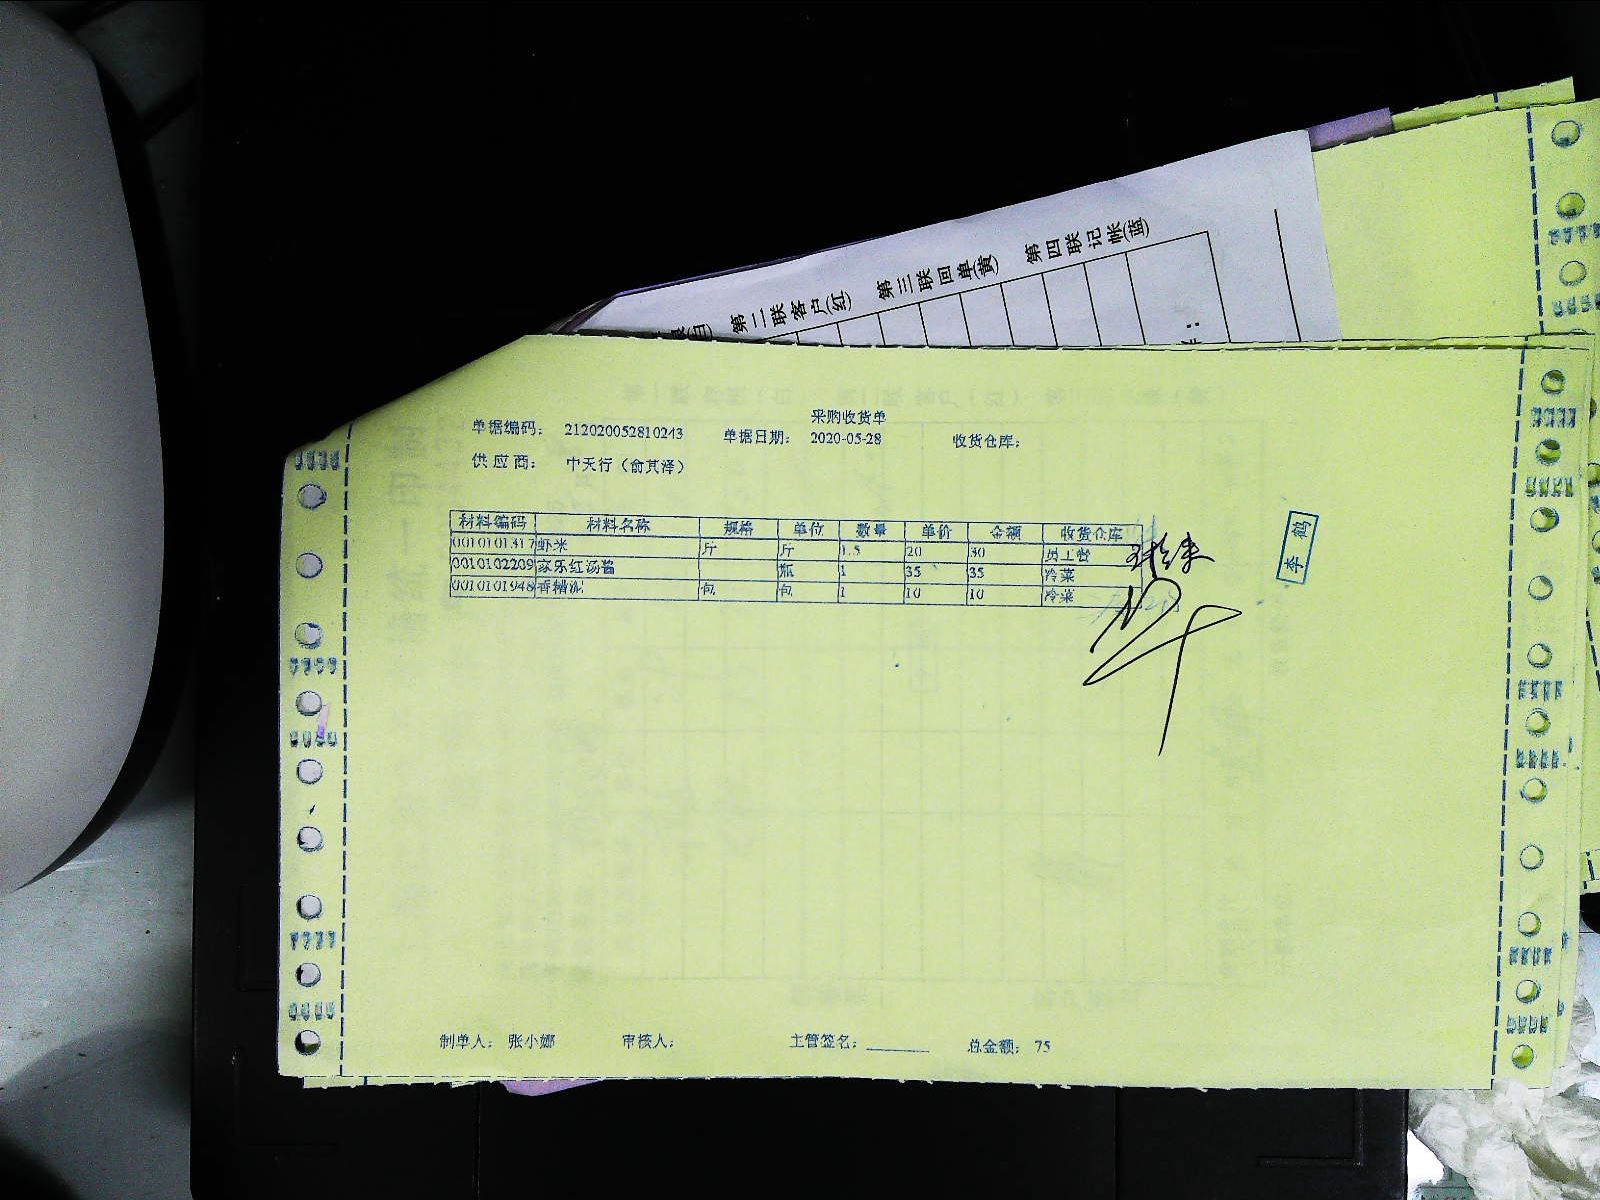 第二联客户(红) 第三联回单(黄) 第四联记帐(蓝)
采购收货单
单据编码: 212020052810243 单据日期: 2020-05-28 收货仓库:
供应商: 中天行（俞其泽）
材料编码 材料名称 规格 单位 数量 单价 金额 收货仓库
0010101317 虾米 斤 斤 1.5 20 30 员工餐
0010102209 家乐红汤酱 瓶 1 35 35 冷菜
0010101948 香糟泥 包 包 1 10 10 冷菜
李鹤
制单人: 张小娜 审核人: 主管签名: 总金额: 75